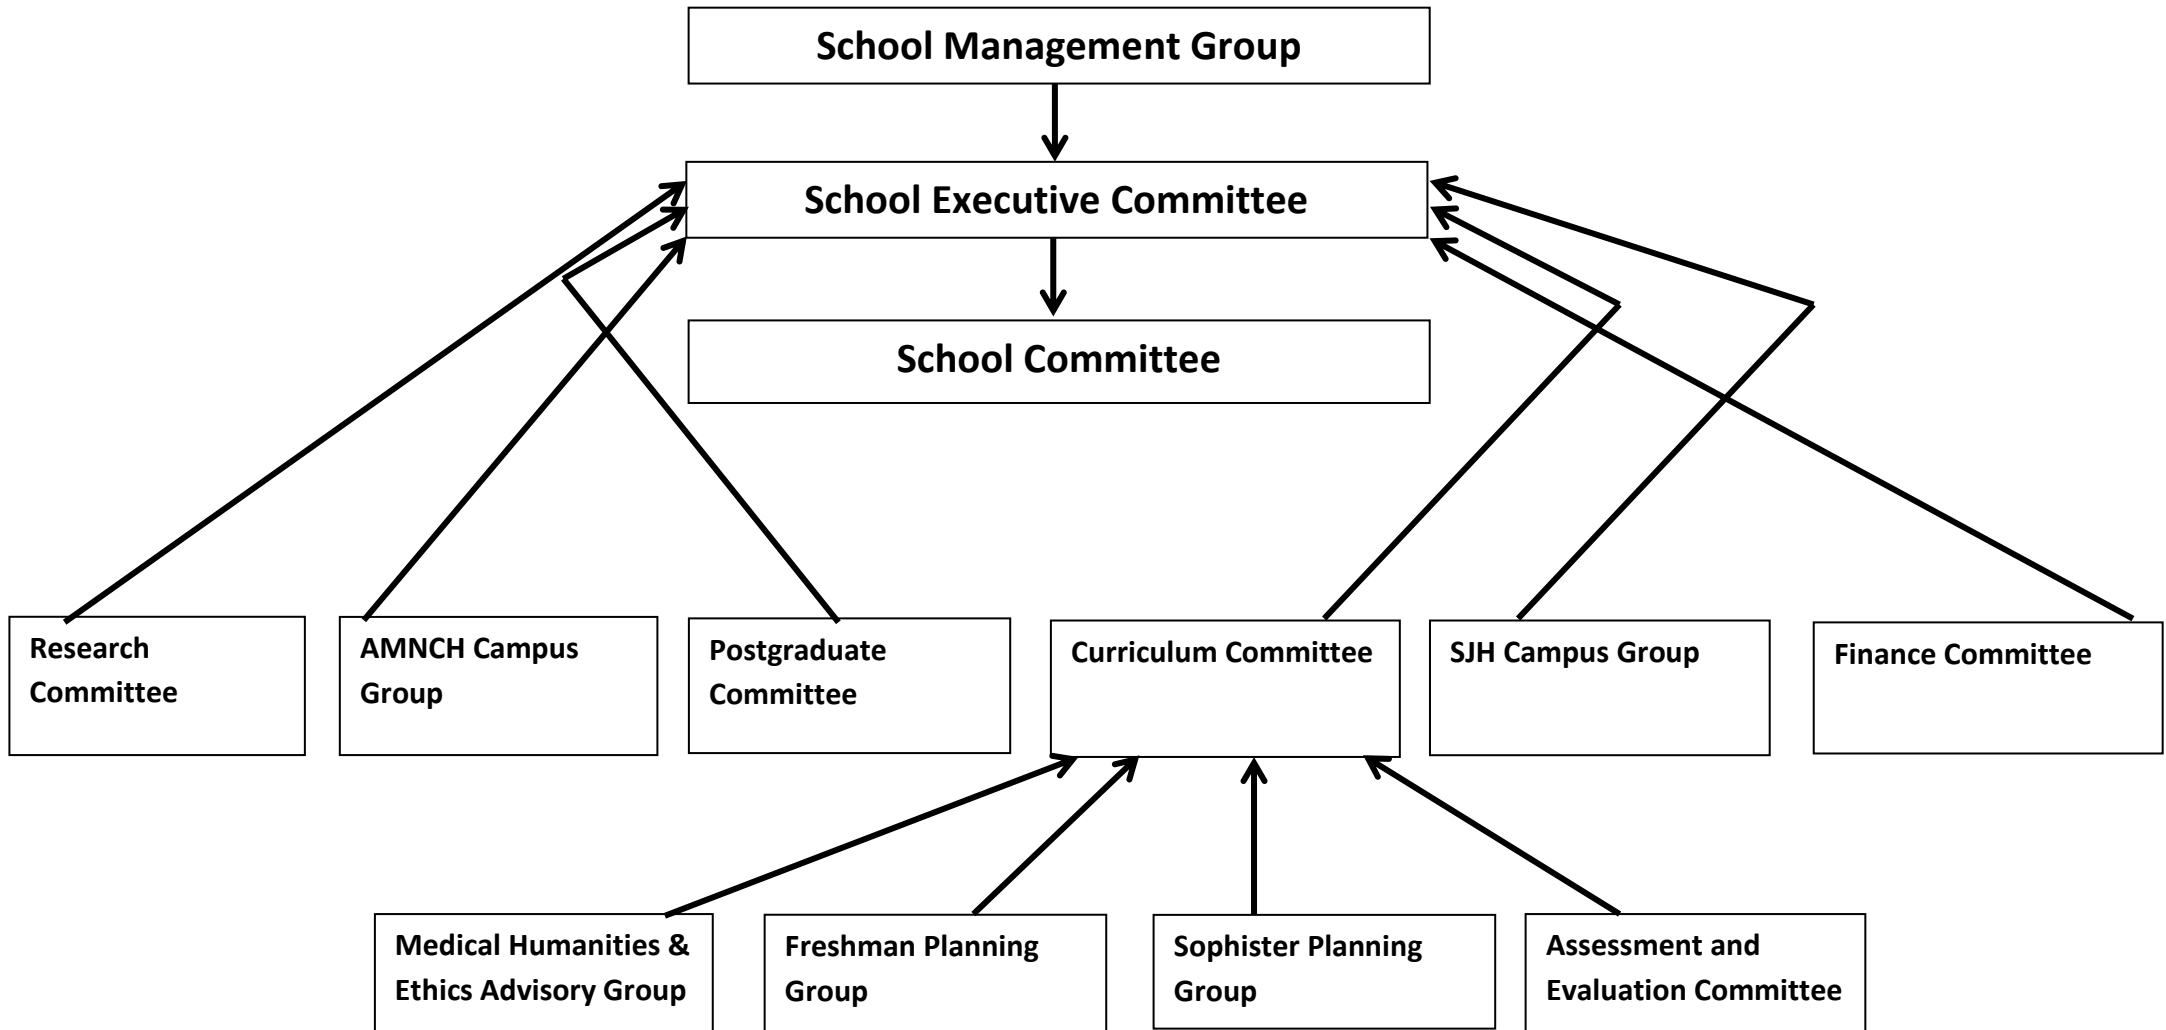 School Management Group
School Executive Committee
School Committee
Research
Committee
AMNCH Campus
Group
Postgraduate
Committee
Curriculum Committee
SJH Campus Group
Finance Committee
Medical Humanities &
Ethics Advisory Group
Freshman Planning
Group
Sophister Planning
Group
Assessment and
Evaluation Committee